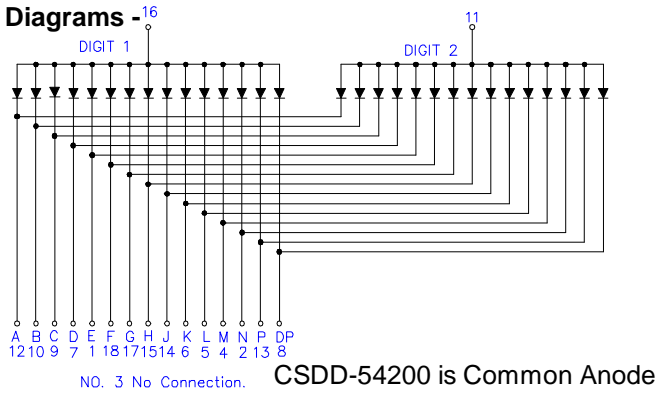 Diagrams -
16
11
DIGIT 1
DIGIT 2
A B C D E F G H J K L M N P DP
12 10 9 7 1 18 17 15 14 6 5 4 2 13 8
NO. 3 No Connection.
CSDD-54200 is Common Anode